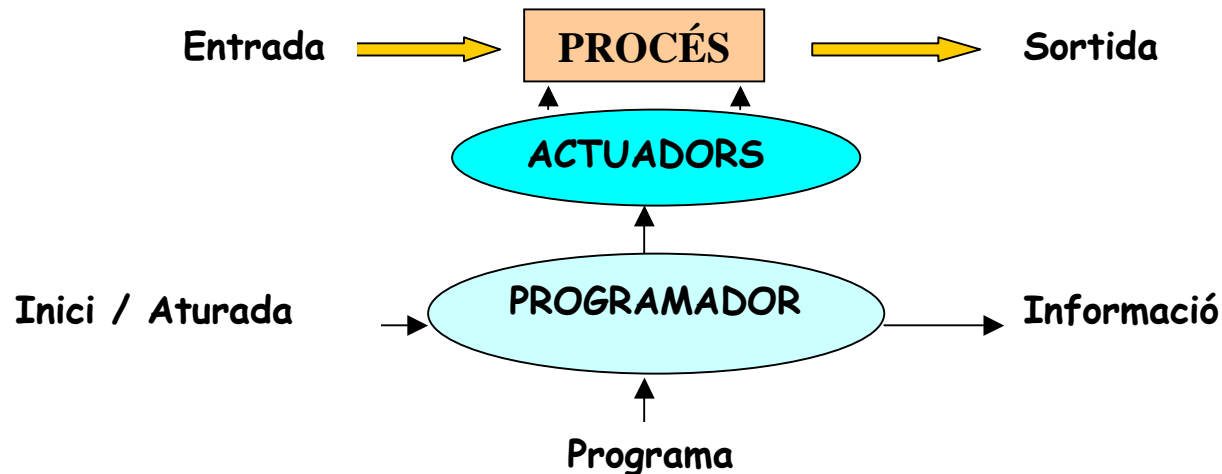 Entrada
PROCÉS
Sortida
ACTUADORS
Inici / Aturada
PROGRAMADOR
Informació
Programa